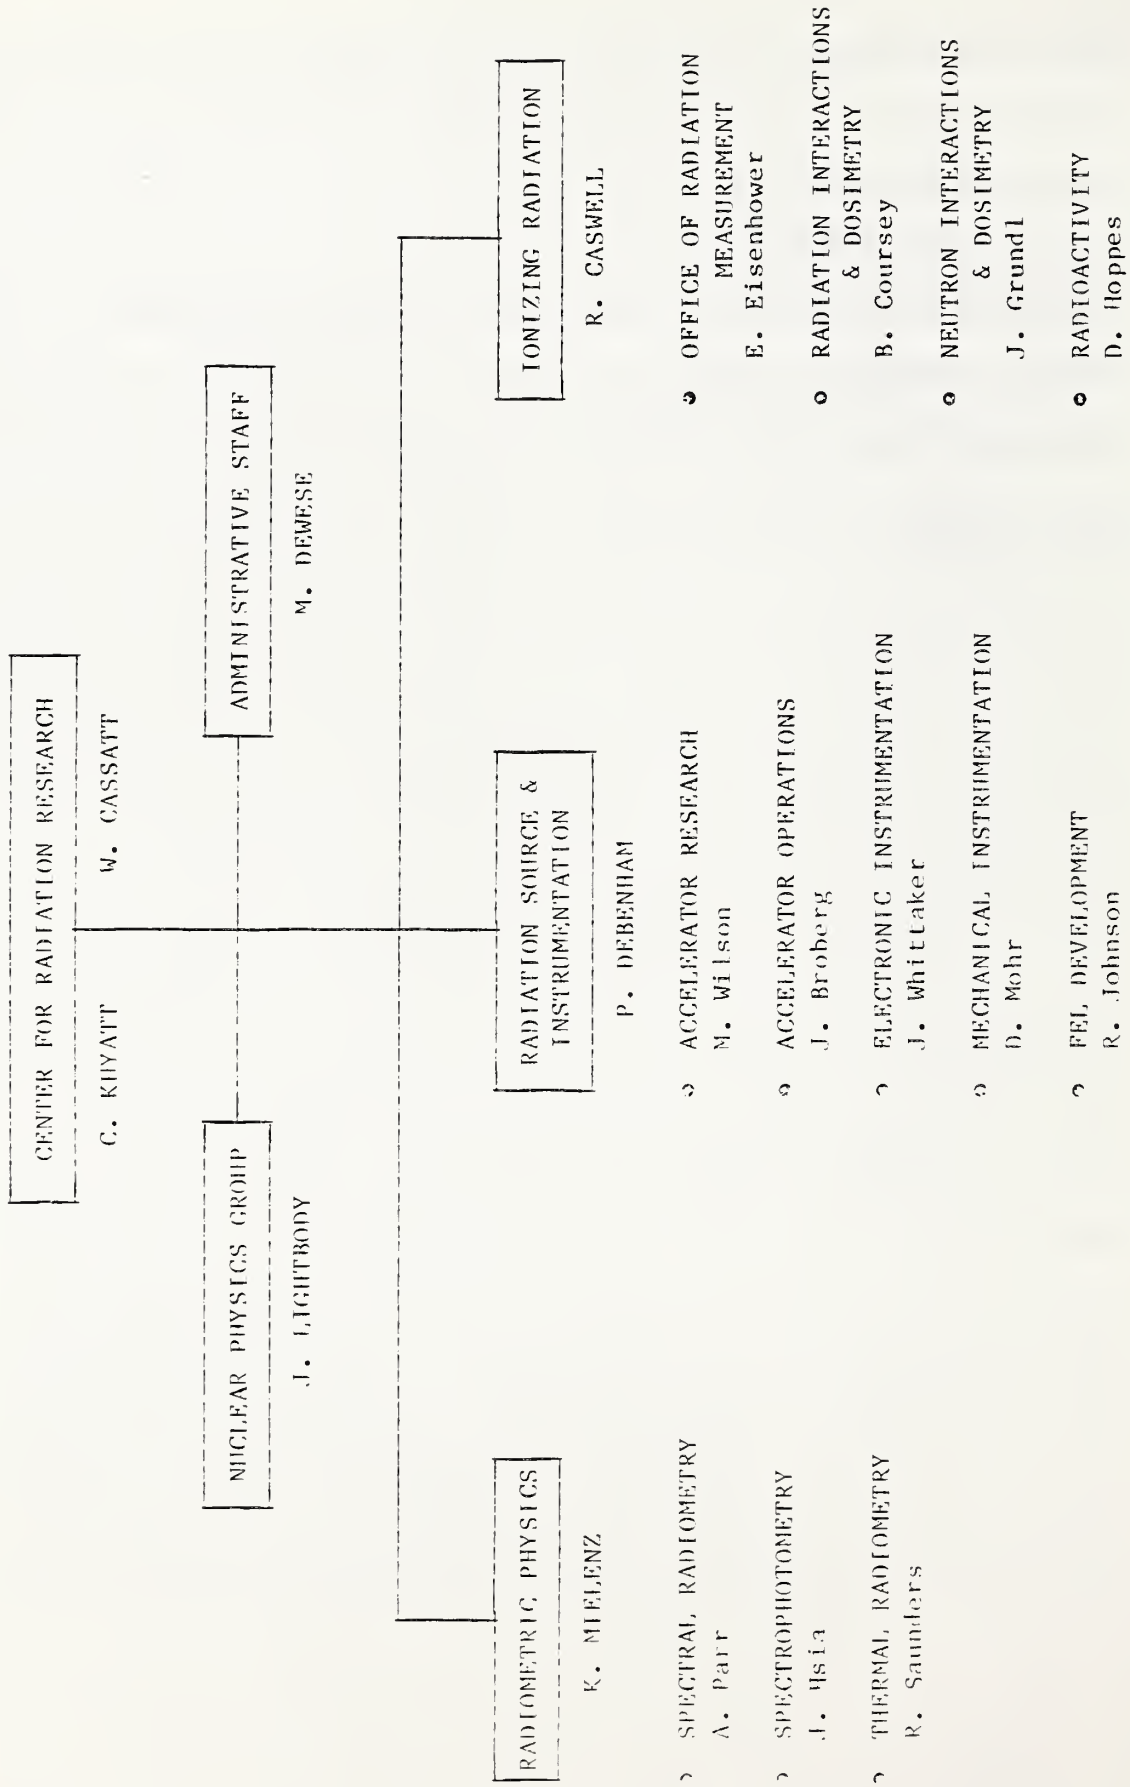 CENTER FOR RADIATION RESEARCH
C. KUYATT W. CASSATT
NUCLEAR PHYSICS GROUP
J. LIGHTBODY
ADMINISTRATIVE STAFF
M. DEWESE
RADIOMETRIC PHYSICS
K. MIELENZ
SPECTRAL RADIOMETRY
A. Parr
SPECTROPHOTOMETRY
J. Hsia
THERMAL RADIOMETRY
R. Saunders
RADIATION SOURCE &
INSTRUMENTATION
P. DEBENHAM
ACCELERATOR RESEARCH
M. Wilson
ACCELERATOR OPERATIONS
J. Broberg
ELECTRONIC INSTRUMENTATION
J. Whittaker
MECHANICAL INSTRUMENTATION
D. Mohr
FEL DEVELOPMENT
R. Johnson
IONIZING RADIATION
R. CASWELL
OFFICE OF RADIATION
MEASUREMENT
E. Eisenhower
RADIATION INTERACTIONS
& DOSIMETRY
B. Coursey
NEUTRON INTERACTIONS
& DOSIMETRY
J. Grundl
RADIOACTIVITY
D. Hoppes